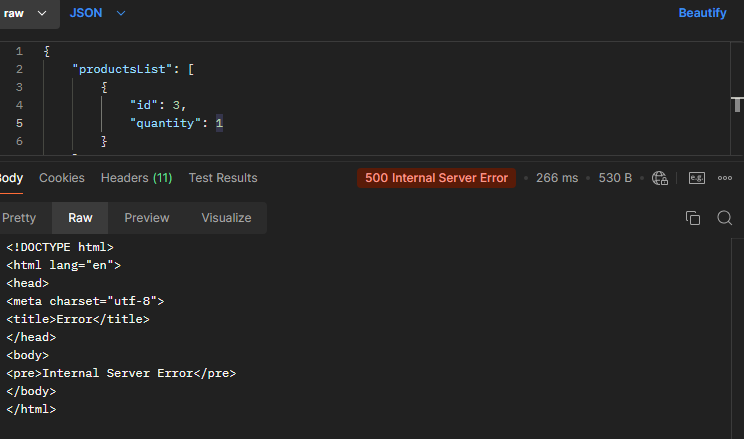 raw JSON Beautify
1 {
2 "productsList": [
3 {
4 "id": 3,
5 "quantity": 1
6 }
Body Cookies Headers (11) Test Results 500 Internal Server Error • 266 ms • 530 B e.g.
Pretty Raw Preview Visualize
<!DOCTYPE html>
<html lang="en">
<head>
<meta charset="utf-8">
<title>Error</title>
</head>
<body>
<pre>Internal Server Error</pre>
</body>
</html>